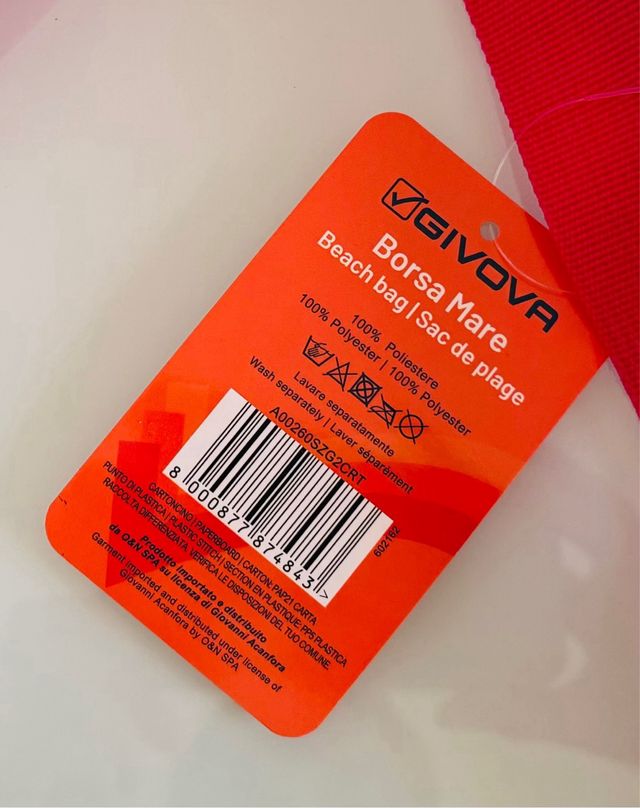 GIVOVA
Borsa Mare
Beach bag | Sac de plage
100% Poliestere
100% Polyester | 100% Polyester
Lavare separatamente
Wash separately | Laver séparément
A00260SZG2CRT
8 000877 874843 >
602162
CARTONCINO | PAPERBOARD | CARTON: PAP21 CARTA
PUNTO DI PLASTICA | PLASTIC STITCH | SECTION EN PLASTIQUE: PP5 PLASTICA
RACCOLTA DIFFERENZIATA. VERIFICA LE DISPOSIZIONI DEL TUO COMUNE.
Prodotto importato e distribuito
da O&N SPA su licenza di Giovanni Acanfora
Garment imported and distributed under license of
Giovanni Acanfora by O&N SPA